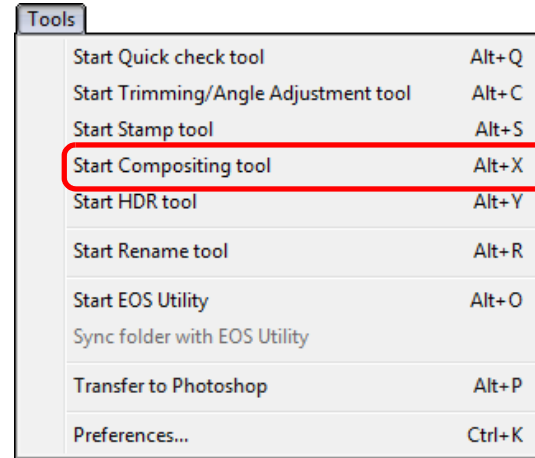 Tools
Start Quick check tool Alt+Q
Start Trimming/Angle Adjustment tool Alt+C
Start Stamp tool Alt+S
Start Compositing tool Alt+X
Start HDR tool Alt+Y
Start Rename tool Alt+R
Start EOS Utility Alt+O
Sync folder with EOS Utility
Transfer to Photoshop Alt+P
Preferences... Ctrl+K